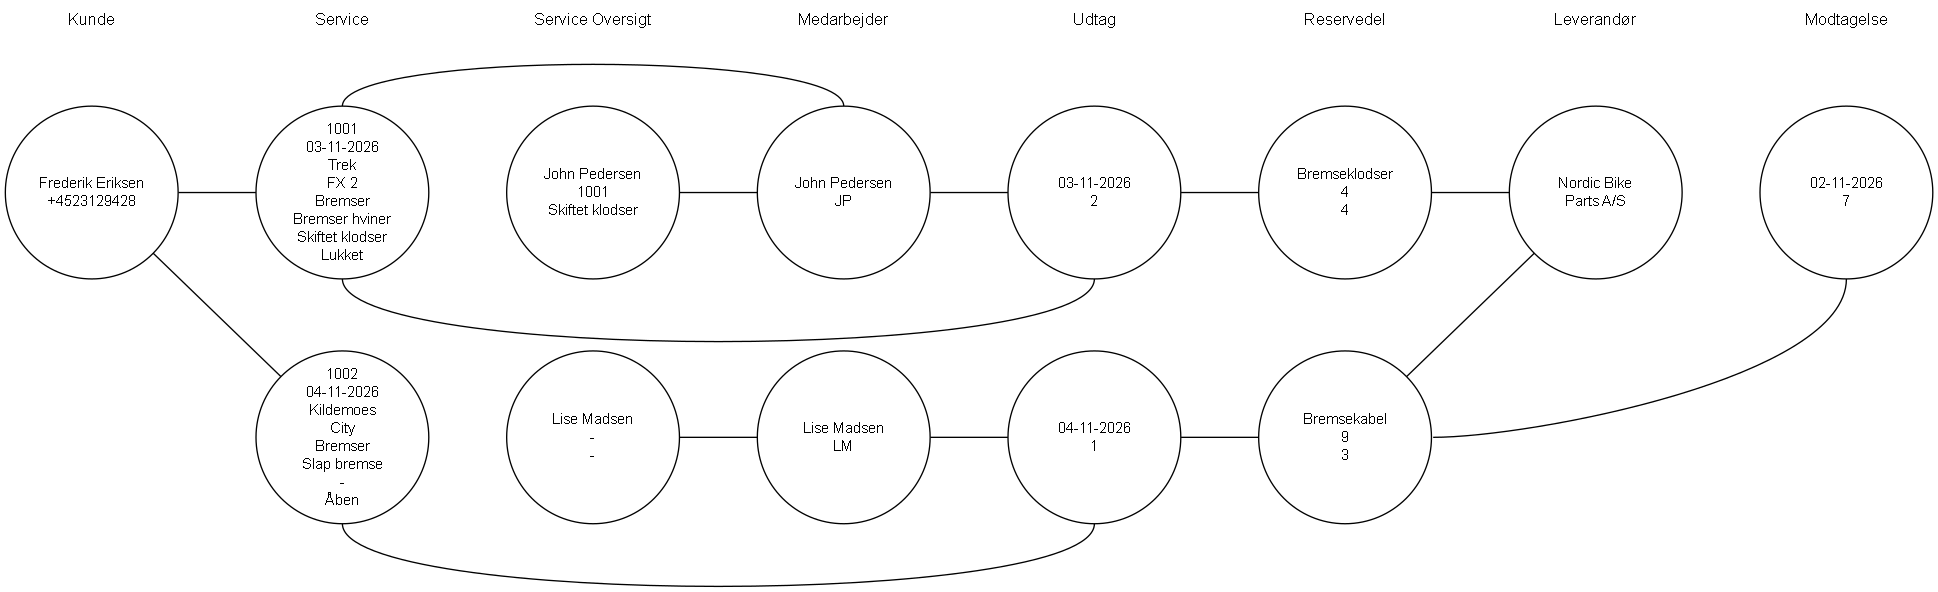 Kunde
Service
Service Oversigt
Medarbejder
Udtag
Reservedel
Leverandør
Modtagelse
Frederik Eriksen
+4523129428
1001
03-11-2026
Trek
FX 2
Bremser
Bremser hviner
Skiftet klodser
Lukket
John Pedersen
1001
Skiftet klodser
John Pedersen
JP
03-11-2026
2
Bremseklodser
4
4
Nordic Bike
Parts A/S
02-11-2026
7
1002
04-11-2026
Kildemoes
City
Bremser
Slap bremse
-
Åben
Lise Madsen
-
-
Lise Madsen
LM
04-11-2026
1
Bremsekabel
9
3